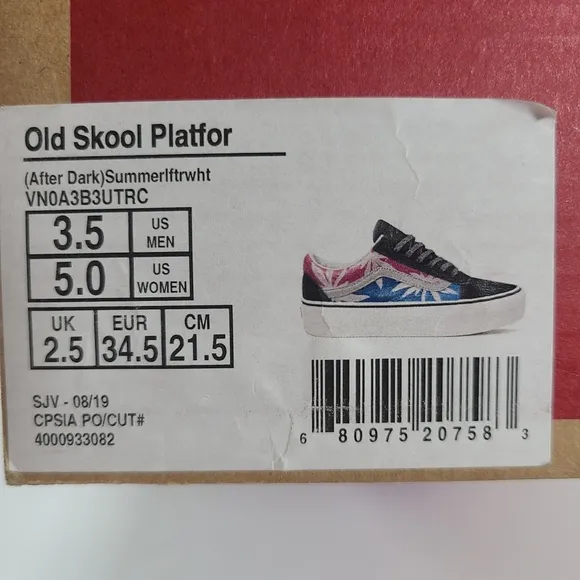 Old Skool Platfor
(After Dark)Summerlftrwht
VN0A3B3UTRC
3.5 US MEN
5.0 US WOMEN
UK EUR CM
2.5 34.5 21.5
SJV - 08/19
CPSIA PO/CUT#
4000933082
6 80975 20758 3